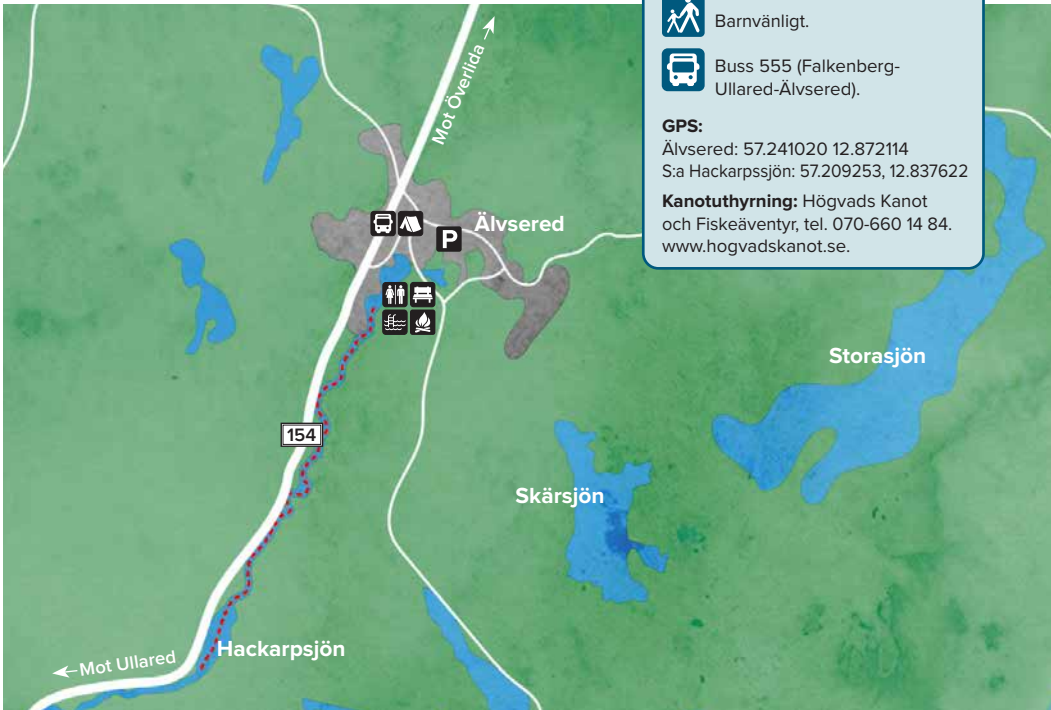 Barnvänligt.
Buss 555 (Falkenberg-
Ullared-Älvsered).
GPS:
Älvsered: 57.241020 12.872114
S:a Hackarpssjön: 57.209253, 12.837622
Kanotuthyrning: Högvads Kanot
och Fiskeäventyr, tel. 070-660 14 84.
www.hogvadskanot.se.
Mot Överlida →
P
Älvsered
Storasjön
154
Skärsjön
Hackarpsjön
←Mot Ullared